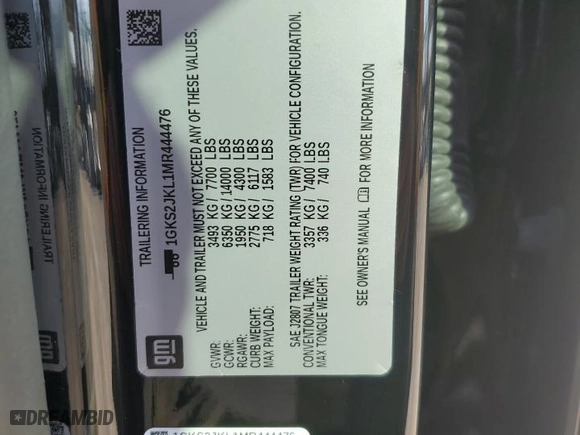 TRAILERING INFORMATION
1GKS2JKL1MR444476
VEHICLE AND TRAILER MUST NOT EXCEED ANY OF THESE VALUES.
GVWR: 3493 KG / 7700 LBS
GCWR: 6350 KG / 14000 LBS
RGAWR: 1950 KG / 4300 LBS
CURB WEIGHT: 2775 KG / 6117 LBS
MAX PAYLOAD: 718 KG / 1583 LBS
SAE J2807 TRAILER WEIGHT RATING (TWR) FOR VEHICLE CONFIGURATION.
CONVENTIONAL TWR: 3357 KG / 7400 LBS
MAX TONGUE WEIGHT: 336 KG / 740 LBS
SEE OWNER'S MANUAL FOR MORE INFORMATION
gm
TRAILERING INFORMATION
1GKS2JKL1MR444476
DREAMBID